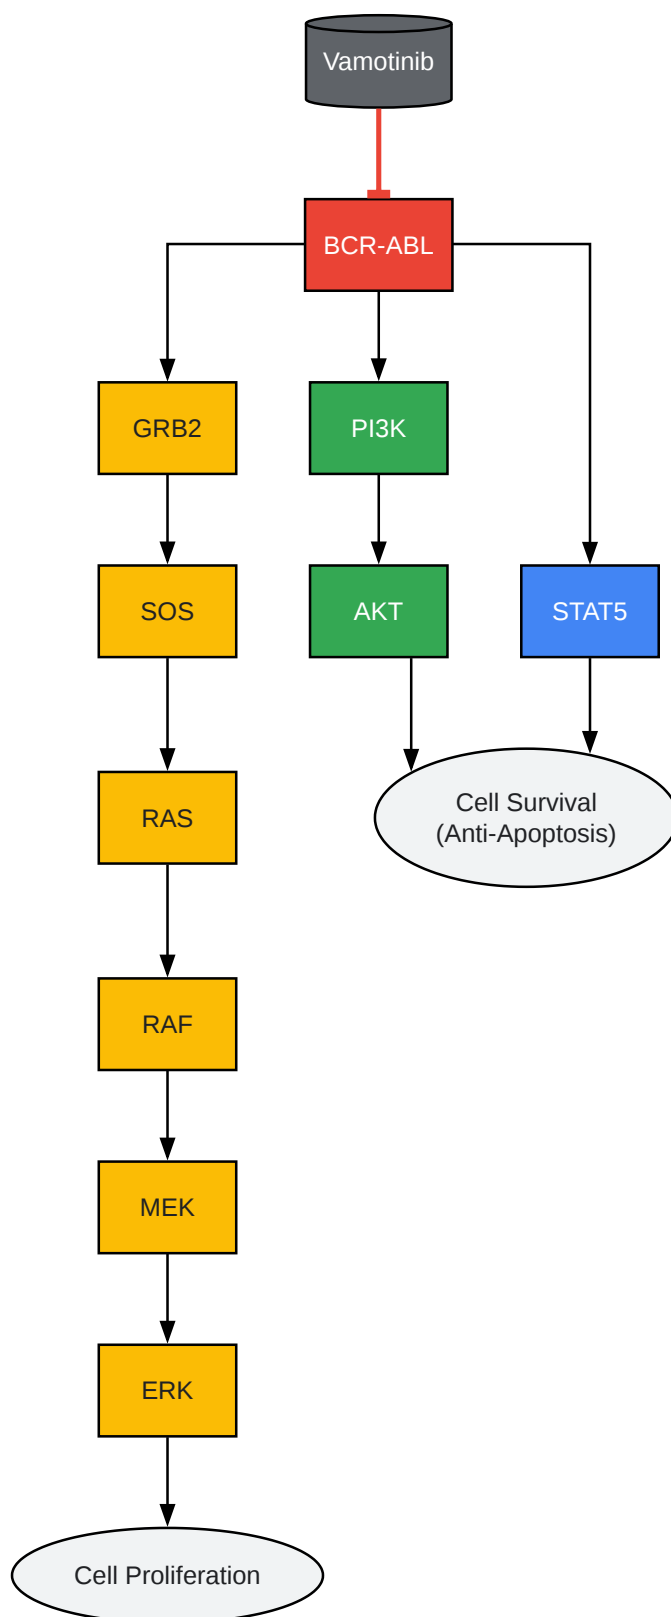 Vamotinib
BCR-ABL
GRB2
PI3K
SOS
AKT
STAT5
RAS
Cell Survival
(Anti-Apoptosis)
RAF
MEK
ERK
Cell Proliferation